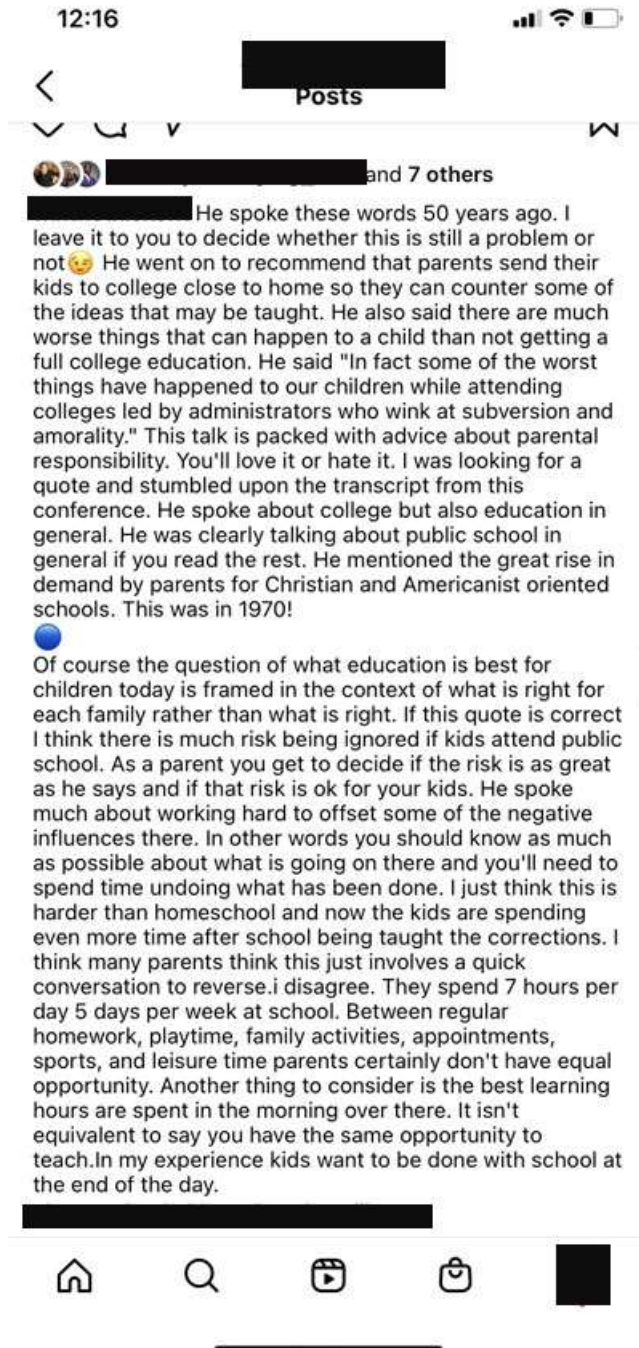 12:16
Posts
and 7 others
He spoke these words 50 years ago. I
leave it to you to decide whether this is still a problem or
not😉 He went on to recommend that parents send their
kids to college close to home so they can counter some of
the ideas that may be taught. He also said there are much
worse things that can happen to a child than not getting a
full college education. He said "In fact some of the worst
things have happened to our children while attending
colleges led by administrators who wink at subversion and
amorality." This talk is packed with advice about parental
responsibility. You'll love it or hate it. I was looking for a
quote and stumbled upon the transcript from this
conference. He spoke about college but also education in
general. He was clearly talking about public school in
general if you read the rest. He mentioned the great rise in
demand by parents for Christian and Americanist oriented
schools. This was in 1970!
🔵
Of course the question of what education is best for
children today is framed in the context of what is right for
each family rather than what is right. If this quote is correct
I think there is much risk being ignored if kids attend public
school. As a parent you get to decide if the risk is as great
as he says and if that risk is ok for your kids. He spoke
much about working hard to offset some of the negative
influences there. In other words you should know as much
as possible about what is going on there and you'll need to
spend time undoing what has been done. I just think this is
harder than homeschool and now the kids are spending
even more time after school being taught the corrections. I
think many parents think this just involves a quick
conversation to reverse.i disagree. They spend 7 hours per
day 5 days per week at school. Between regular
homework, playtime, family activities, appointments,
sports, and leisure time parents certainly don't have equal
opportunity. Another thing to consider is the best learning
hours are spent in the morning over there. It isn't
equivalent to say you have the same opportunity to
teach.In my experience kids want to be done with school at
the end of the day.